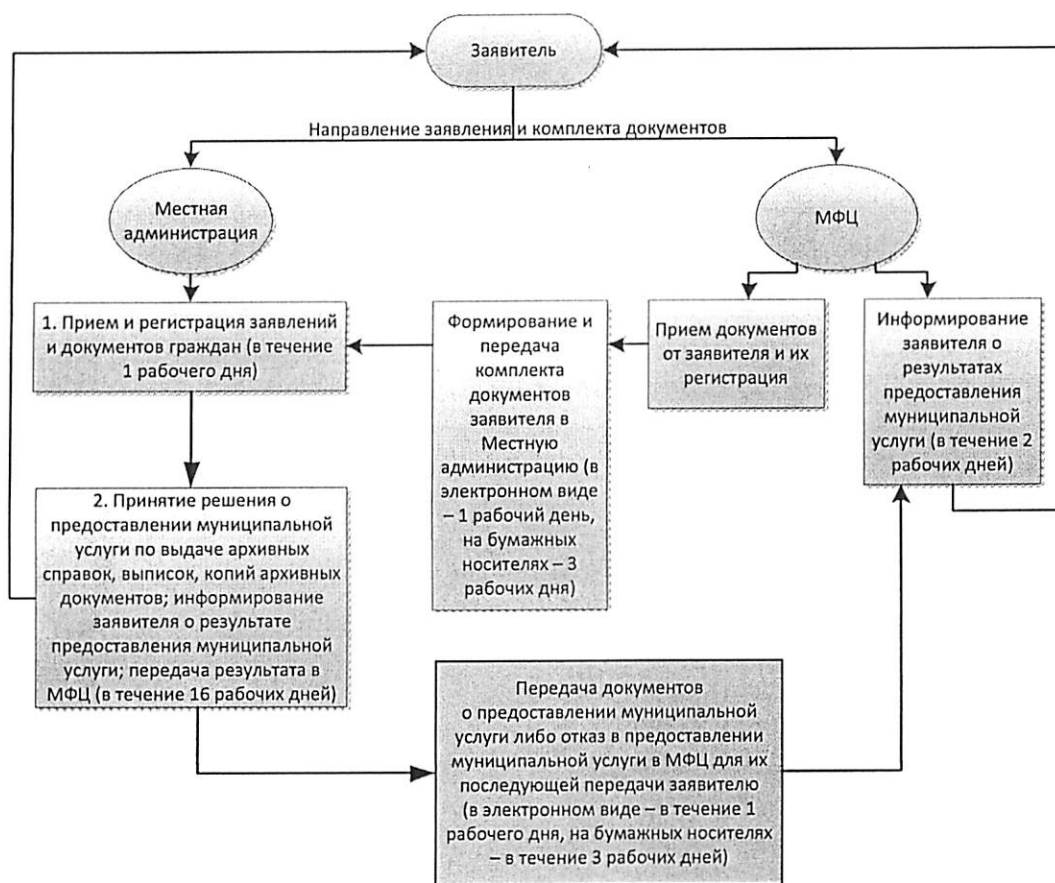 Заявитель
Направление заявления и комплекта документов
Местная
администрация
МФЦ
1. Прием и регистрация заявлений
и документов граждан (в течение
1 рабочего дня)
Формирование и
передача
комплекта
документов
заявителя в
Местную
администрацию (в
электронном виде
– 1 рабочий день,
на бумажных
носителях – 3
рабочих дня)
Прием документов
от заявителя и их
регистрация
Информирование
заявителя о
результатах
предоставления
муниципальной
услуги (в течение 2
рабочих дней)
2. Принятие решения о
предоставлении муниципальной
услуги по выдаче архивных
справок, выписок, копий архивных
документов; информирование
заявителя о результате
предоставления муниципальной
услуги; передача результата в
МФЦ (в течение 16 рабочих дней)
Передача документов
о предоставлении муниципальной
услуги либо отказ в предоставлении
муниципальной услуги в МФЦ для их
последующей передачи заявителю
(в электронном виде – в течение 1
рабочего дня, на бумажных носителях
– в течение 3 рабочих дней)